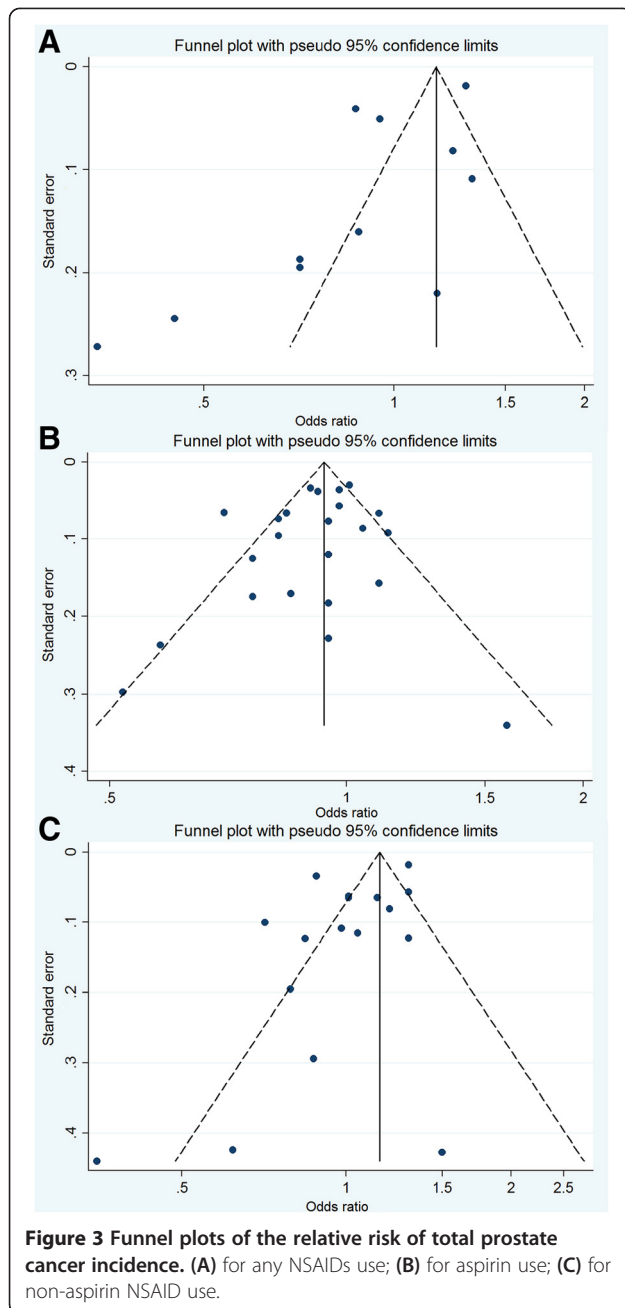 A
Funnel plot with pseudo 95% confidence limits
0
.1
.2
.3
Standard error
.5
1
1.5
2
Odds ratio
B
Funnel plot with pseudo 95% confidence limits
0
.1
.2
.3
.4
Standard error
.5
1
1.5
2
Odds ratio
C
Funnel plot with pseudo 95% confidence limits
0
.1
.2
.3
.4
Standard error
.5
1
1.5
2
2.5
Odds ratio
Figure 3 Funnel plots of the relative risk of total prostate
cancer incidence. (A) for any NSAIDs use; (B) for aspirin use; (C) for
non-aspirin NSAID use.